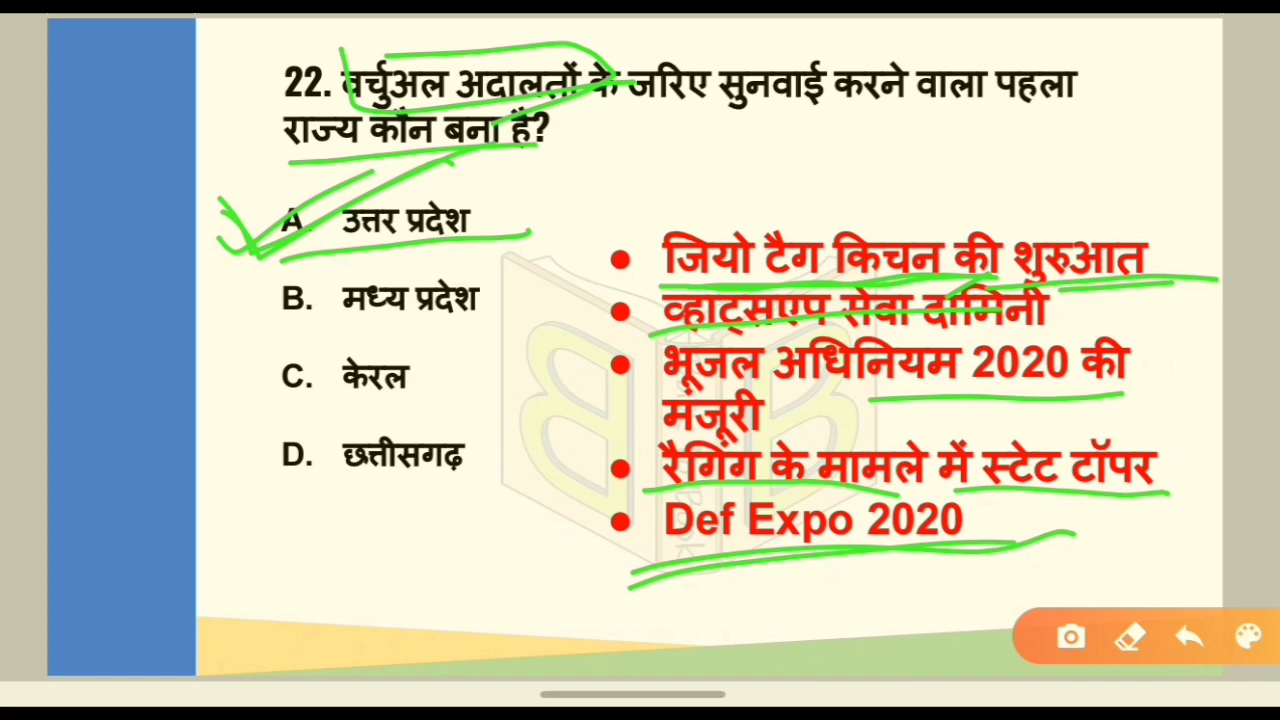 22. वर्चुअल अदालतों के जरिए सुनवाई करने वाला पहला
राज्य कौन बना है?
A. उत्तर प्रदेश
B. मध्य प्रदेश
C. केरल
D. छत्तीसगढ़
• जियो टैग किचन की शुरुआत
• व्हाट्सएप सेवा दामिनी
• भूजल अधिनियम 2020 की
मंजूरी
• रैगिंग के मामले में स्टेट टॉपर
• Def Expo 2020